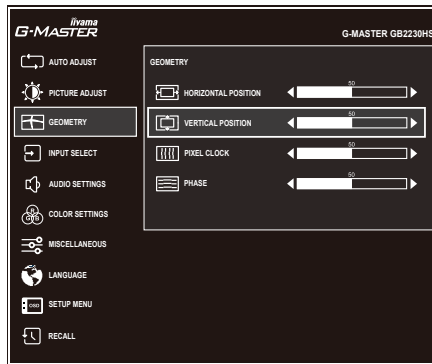 iiyama
G-MASTER
G-MASTER GB2230HS
AUTO ADJUST
PICTURE ADJUST
GEOMETRY
INPUT SELECT
AUDIO SETTINGS
R
G B
COLOR SETTINGS
MISCELLANEOUS
LANGUAGE
OSD
SETUP MENU
RECALL
GEOMETRY
HORIZONTAL POSITION
50
VERTICAL POSITION
50
PIXEL CLOCK
50
PHASE
50